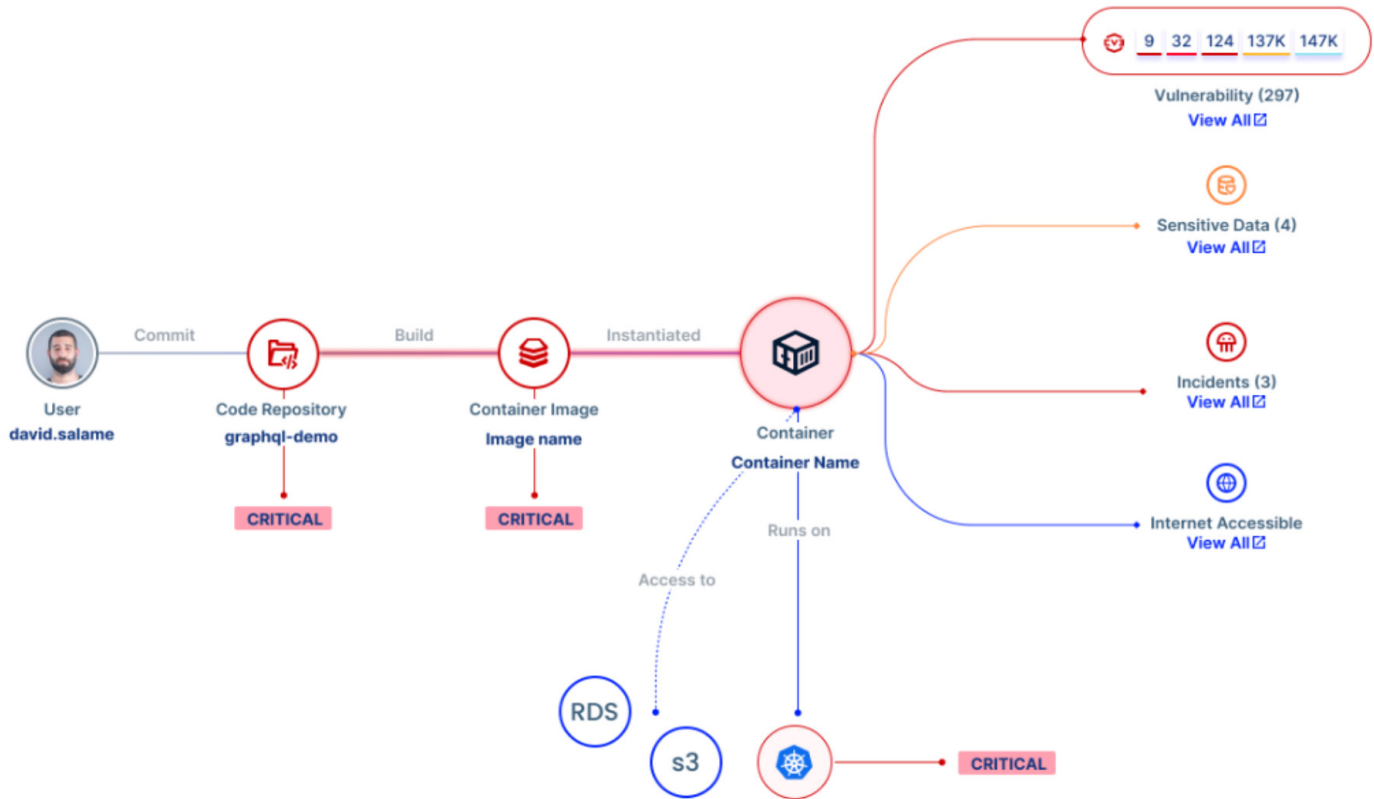 9 32 124 137K 147K
Vulnerability (297)
View All
Sensitive Data (4)
View All
Commit
Build
Instantiated
User
david.salame
Code Repository
graphql-demo
CRITICAL
Container Image
Image name
CRITICAL
Container
Container Name
Incidents (3)
View All
Internet Accessible
View All
Runs on
Access to
RDS
s3
CRITICAL